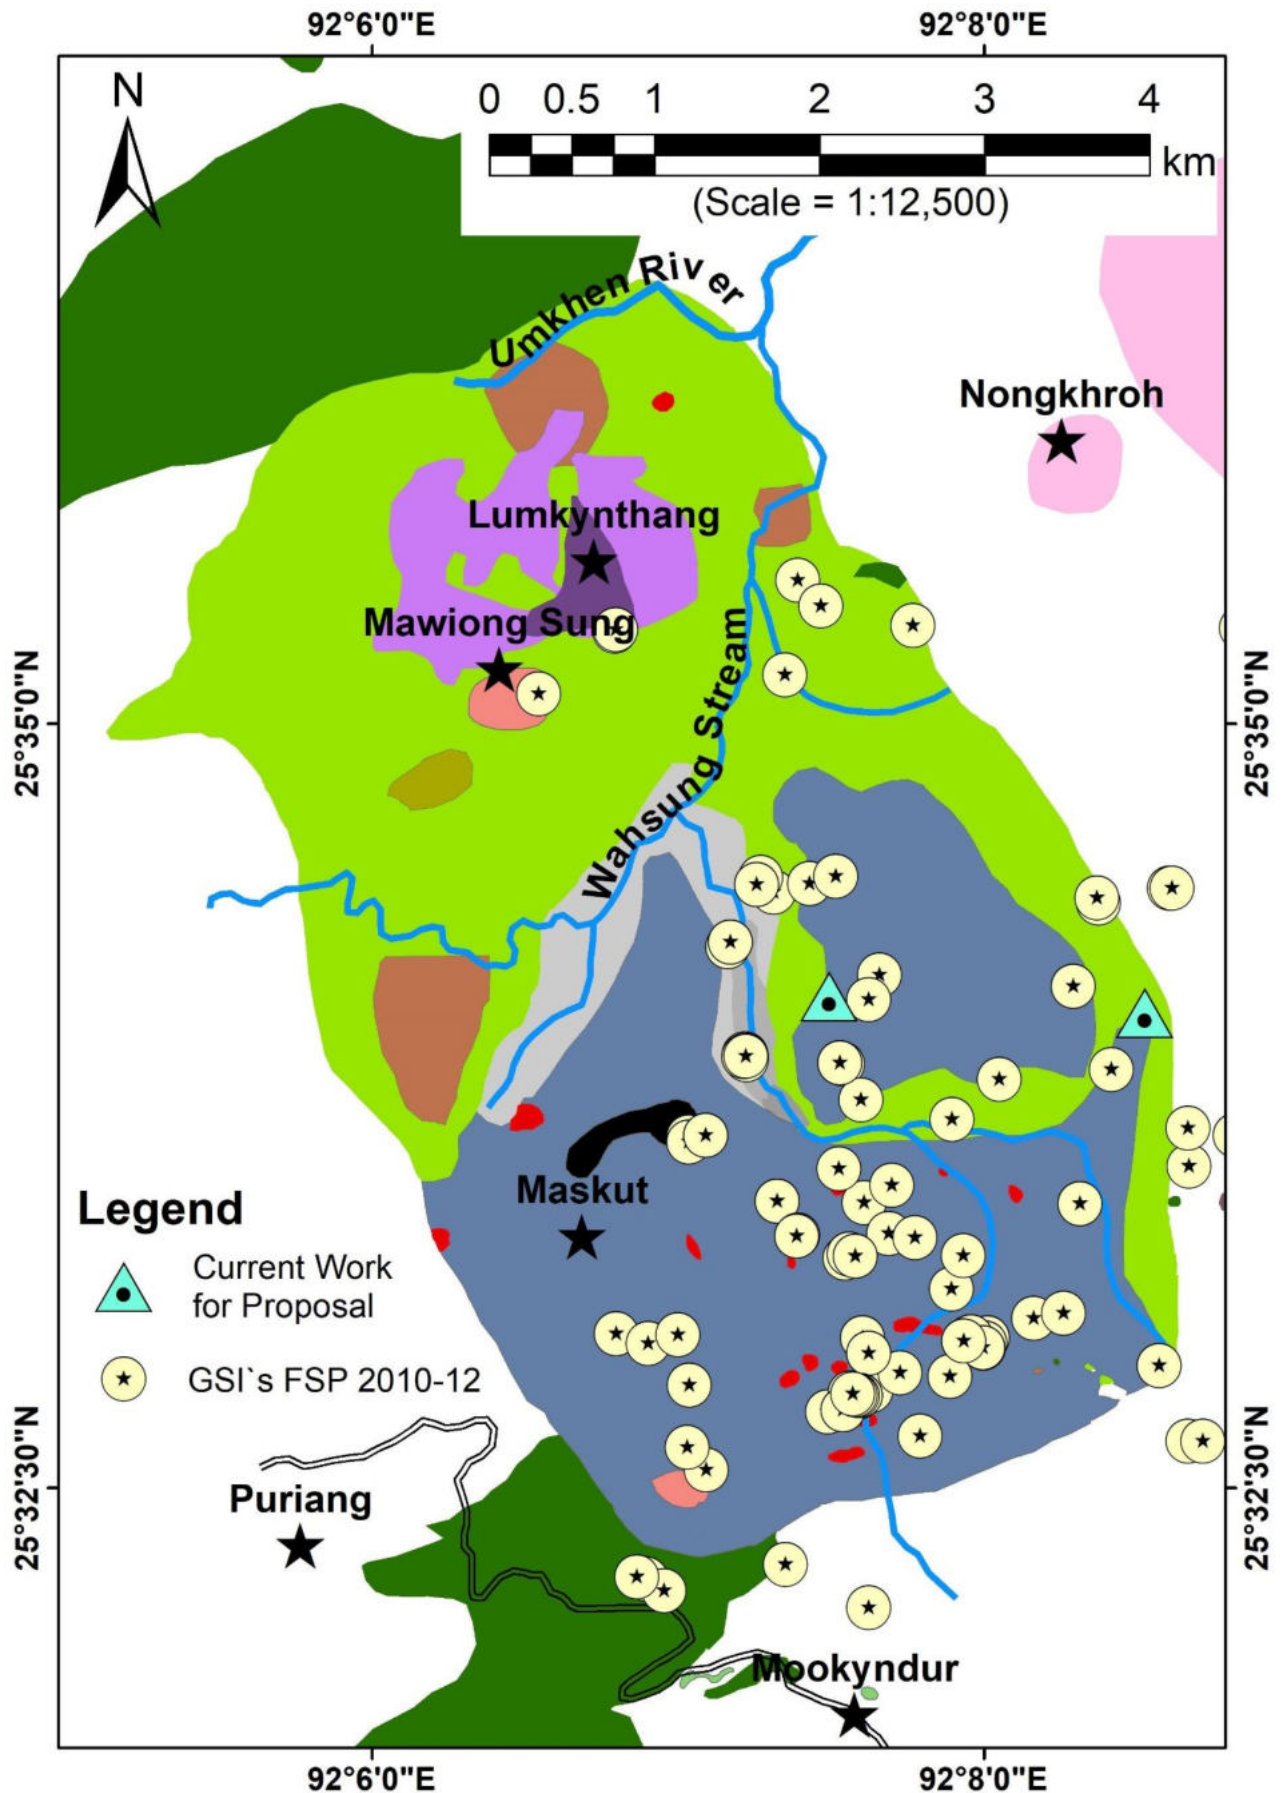 92°6'0"E
92°8'0"E
N
0 0.5 1 2 3 4
km
(Scale = 1:12,500)
Umkhen River
Nongkhroh
Lumkynthang
Mawiong Sung
25°35'0"N
25°35'0"N
Wahsung Stream
Maskut
Legend
Current Work
for Proposal
GSI`s FSP 2010-12
25°32'30"N
25°32'30"N
Puriang
Mookyndur
92°6'0"E
92°8'0"E